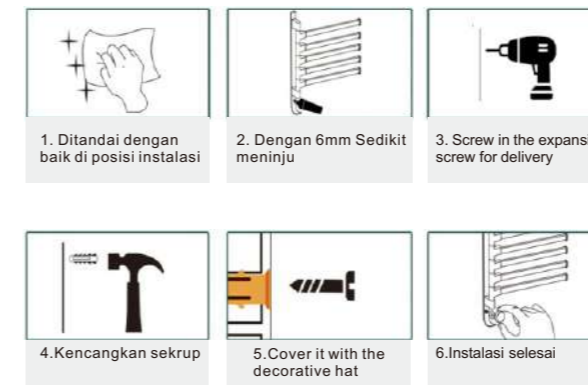 1. Ditandai dengan
baik di posisi instalasi
2. Dengan 6mm Sedikit
meninju
3. Screw in the expansi
screw for delivery
4.Kencangkan sekrup
5.Cover it with the
decorative hat
6.Instalasi selesai